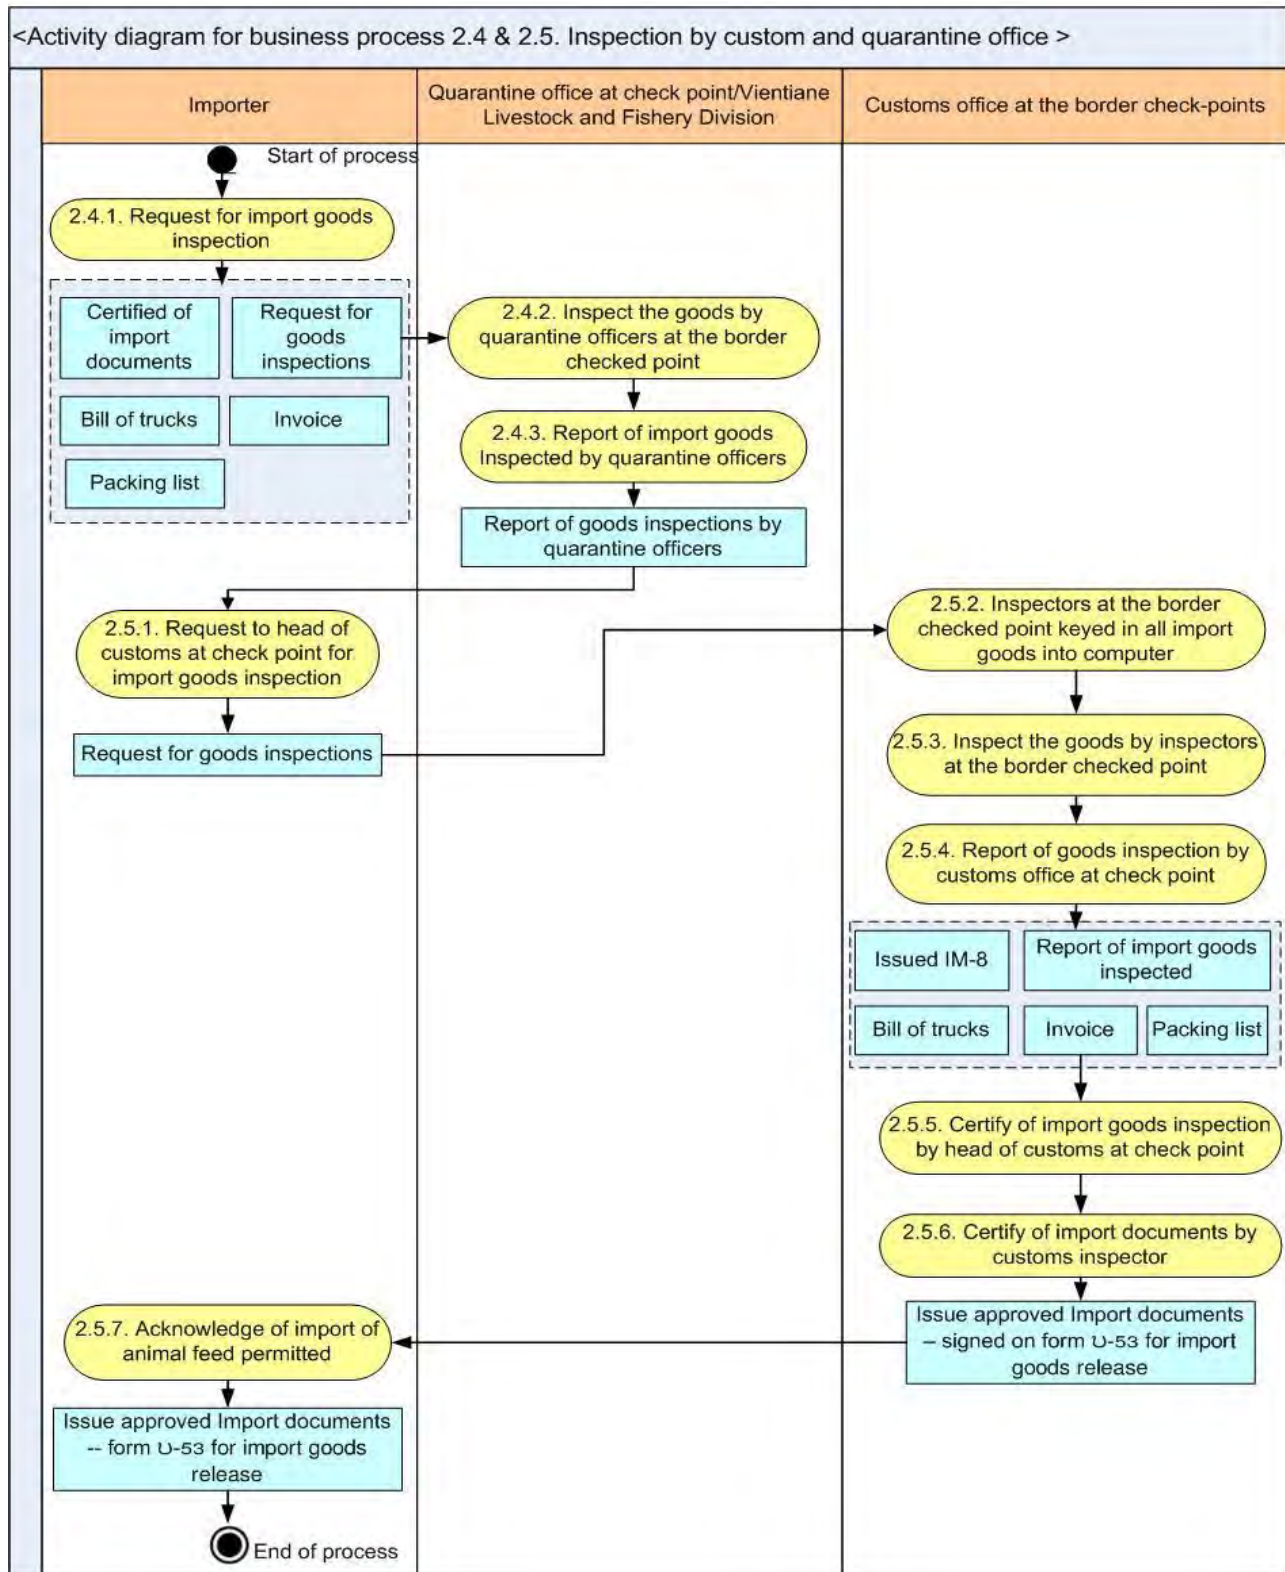 <Activity diagram for business process 2.4 & 2.5. Inspection by custom and quarantine office >
Importer
Quarantine office at check point/Vientiane
Livestock and Fishery Division
Customs office at the border check-points
Start of process
2.4.1. Request for import goods
inspection
Certified of
import
documents
Request for
goods
inspections
Bill of trucks
Invoice
Packing list
2.4.2. Inspect the goods by
quarantine officers at the border
checked point
2.4.3. Report of import goods
Inspected by quarantine officers
Report of goods inspections by
quarantine officers
2.5.1. Request to head of
customs at check point for
import goods inspection
Request for goods inspections
2.5.2. Inspectors at the border
checked point keyed in all import
goods into computer
2.5.3. Inspect the goods by inspectors
at the border checked point
2.5.4. Report of goods inspection by
customs office at check point
Issued IM-8
Report of import goods
inspected
Bill of trucks
Invoice
Packing list
2.5.5. Certify of import goods inspection
by head of customs at check point
2.5.6. Certify of import documents by
customs inspector
Issue approved Import documents
– signed on form ປ-53 for import
goods release
2.5.7. Acknowledge of import of
animal feed permitted
Issue approved Import documents
-- form ປ-53 for import goods
release
End of process